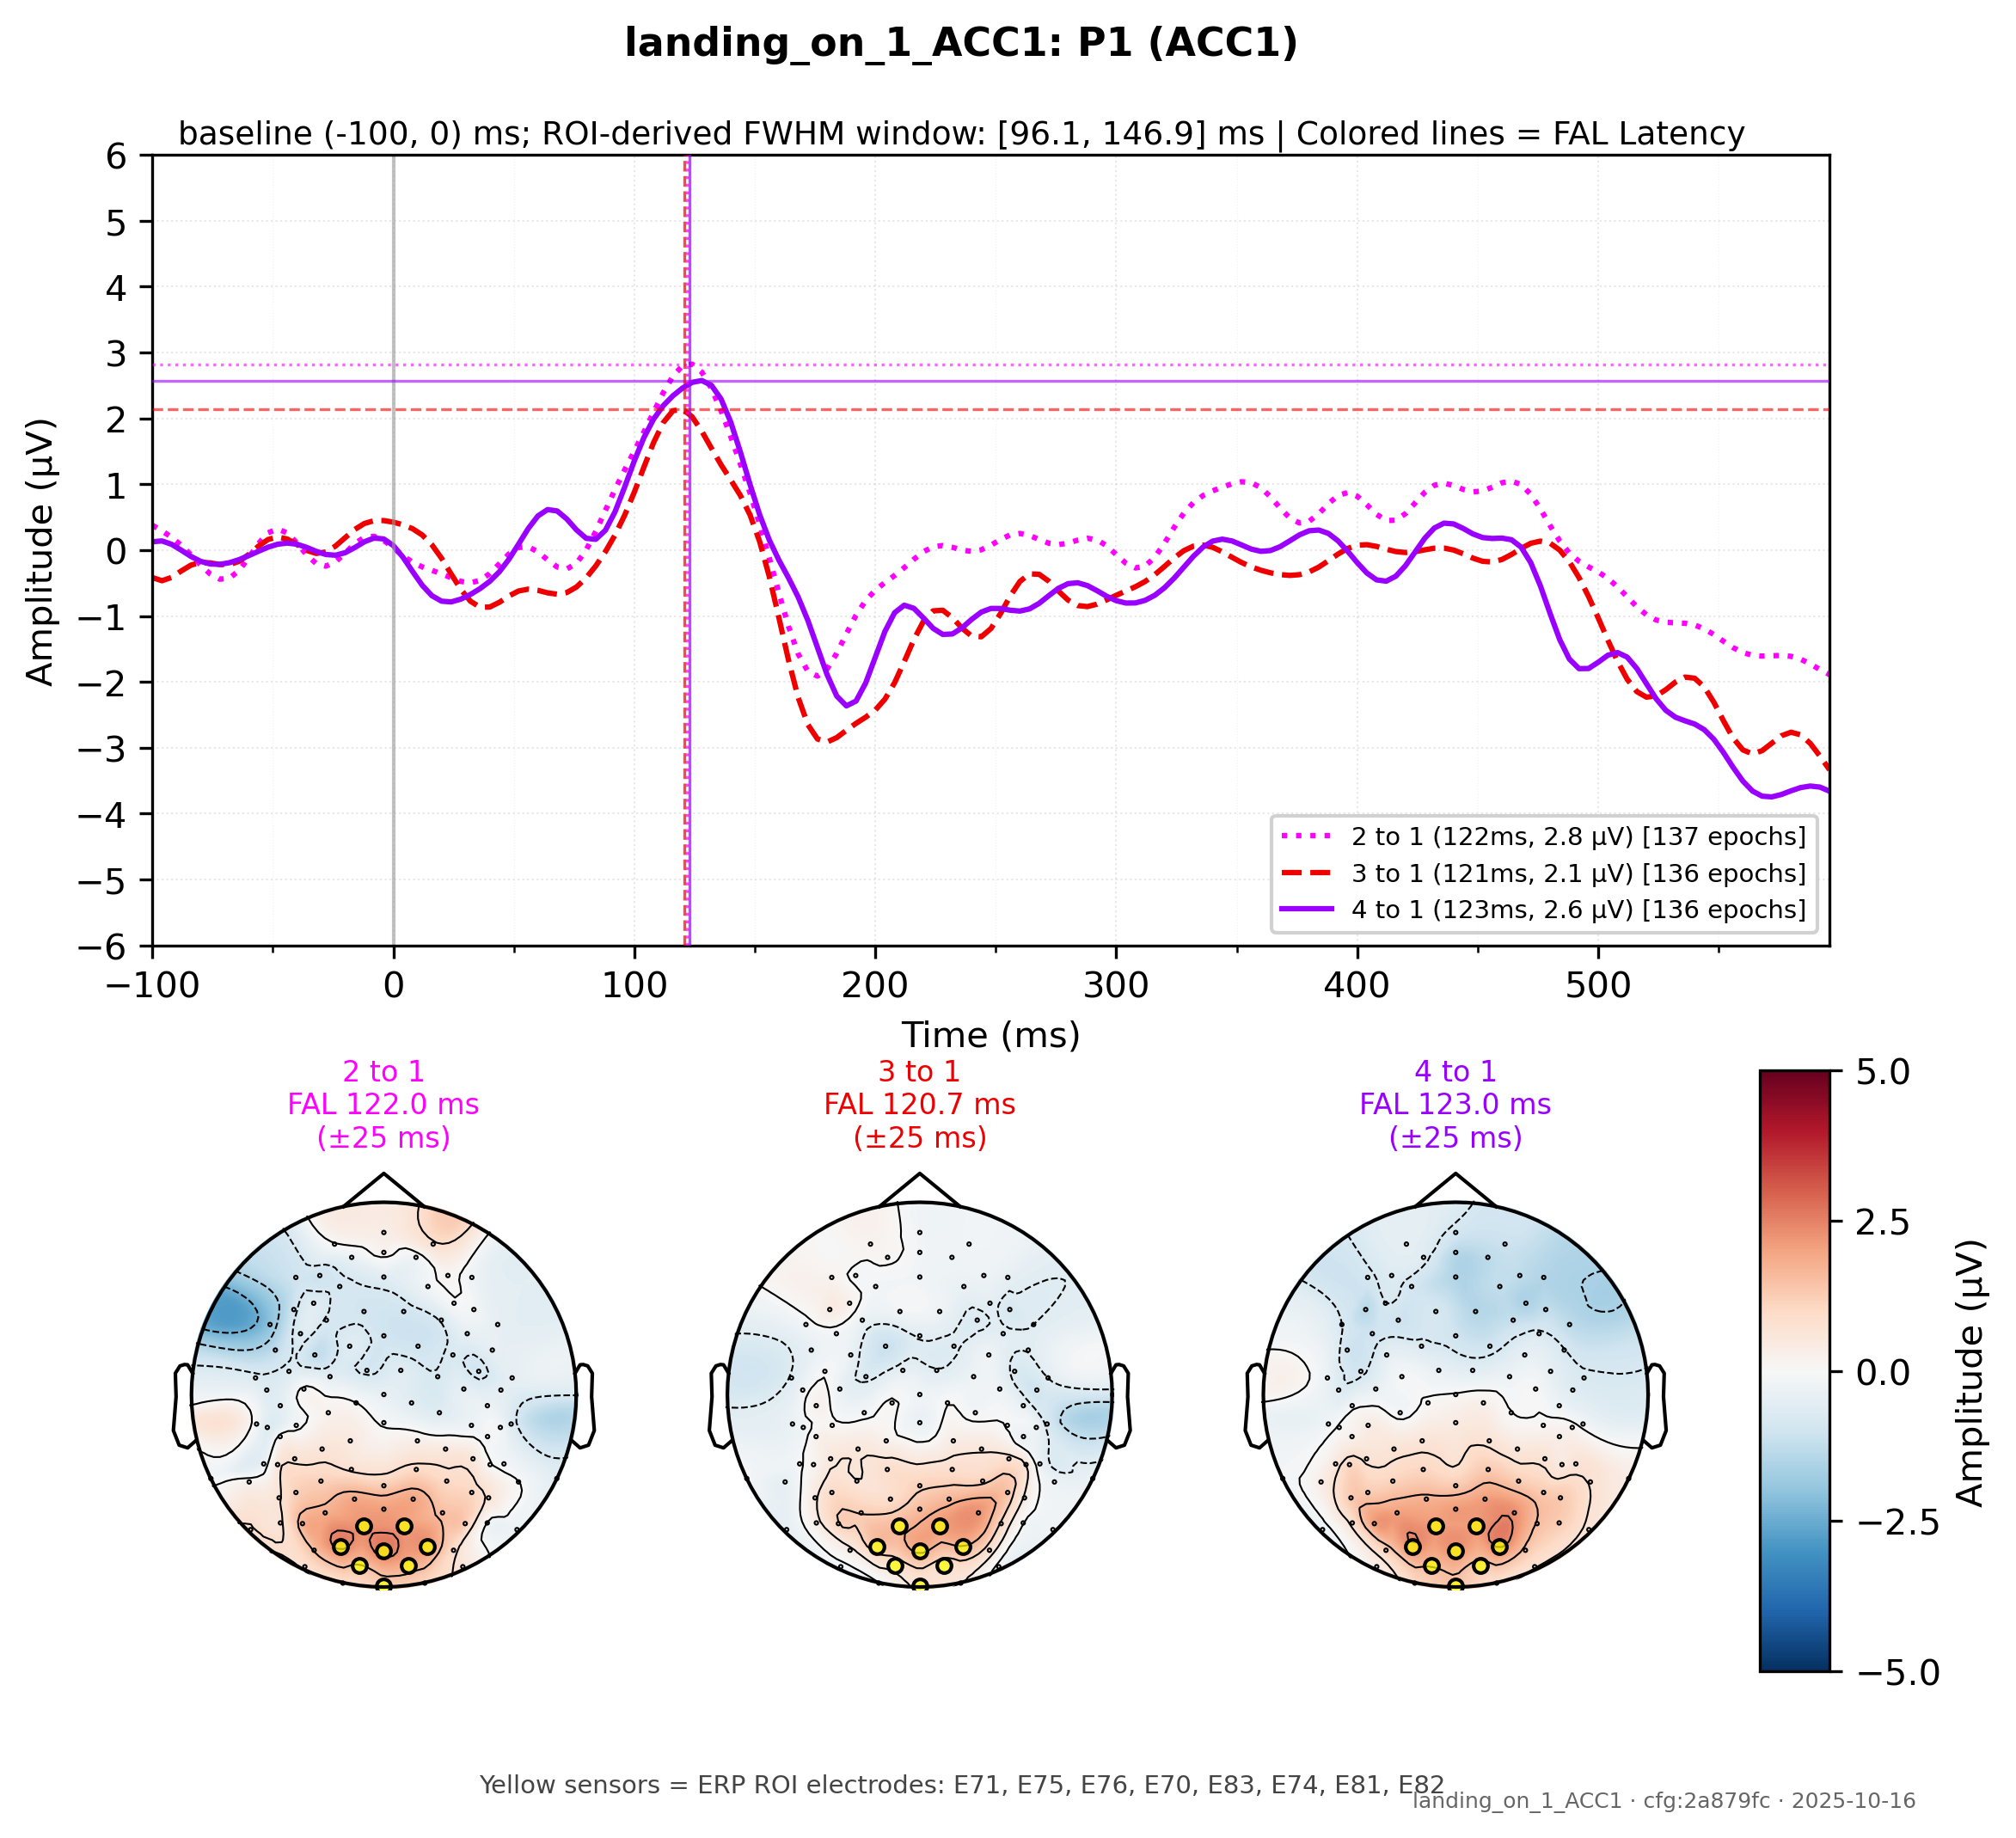 landing_on_1_ACC1: P1 (ACC1)
baseline (-100, 0) ms; ROI-derived FWHM window: [96.1, 146.9] ms | Colored lines = FAL Latency
6
5
4
3
2
1
0
−1
−2
−3
−4
−5
−6
Amplitude (µV)
2 to 1 (122ms, 2.8 µV) [137 epochs]
3 to 1 (121ms, 2.1 µV) [136 epochs]
4 to 1 (123ms, 2.6 µV) [136 epochs]
−100 0 100 200 300 400 500
Time (ms)
2 to 1
FAL 122.0 ms
(±25 ms)
3 to 1
FAL 120.7 ms
(±25 ms)
4 to 1
FAL 123.0 ms
(±25 ms)
5.0
2.5
0.0
−2.5
−5.0
Amplitude (µV)
Yellow sensors = ERP ROI electrodes: E71, E75, E76, E70, E83, E74, E81, E82
landing_on_1_ACC1 · cfg:2a879fc · 2025-10-16